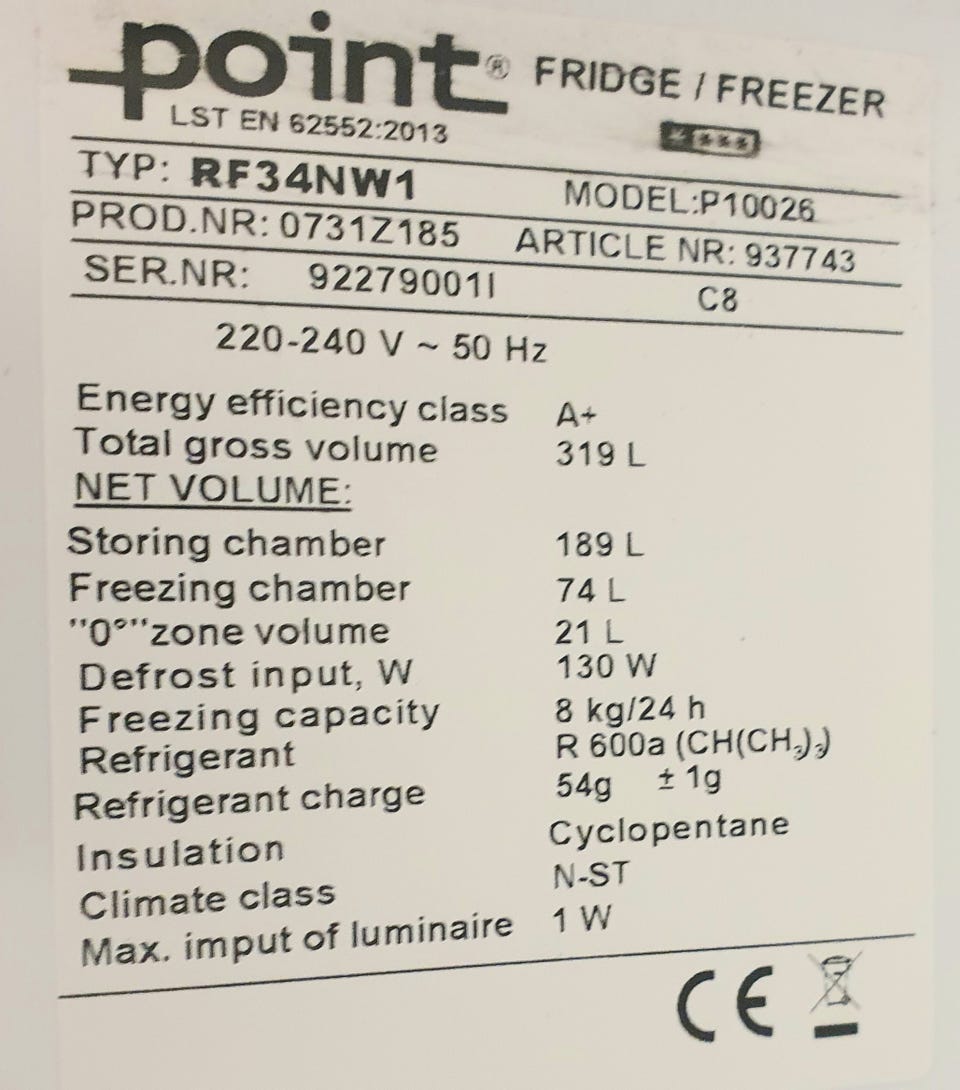 point® FRIDGE / FREEZER
LST EN 62552:2013
TYP: RF34NW1 MODEL:P10026
PROD.NR: 0731Z185 ARTICLE NR: 937743
SER.NR: 92279001I C8
220-240 V ~ 50 Hz
Energy efficiency class A+
Total gross volume 319 L
NET VOLUME:
Storing chamber 189 L
Freezing chamber 74 L
"0°"zone volume 21 L
Defrost input, W 130 W
Freezing capacity 8 kg/24 h
Refrigerant R 600a (CH(CH₃)₃)
Refrigerant charge 54g ± 1g
Insulation Cyclopentane
Climate class N-ST
Max. imput of luminaire 1 W
CE